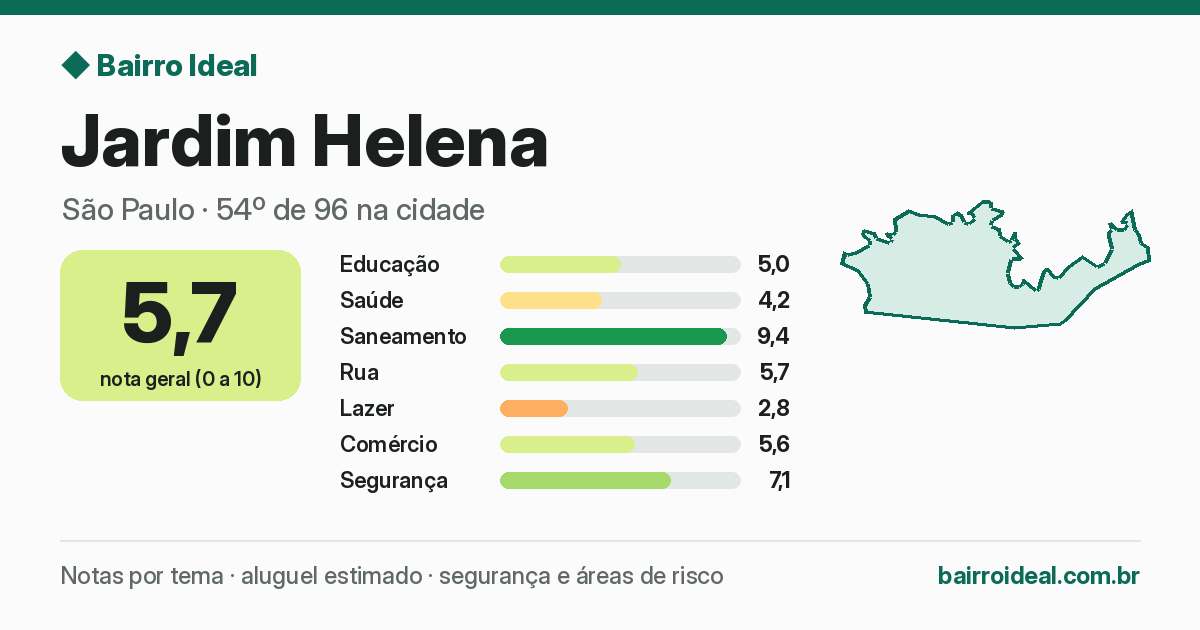 Bairro Ideal
Jardim Helena
São Paulo · 54º de 96 na cidade
5,7
nota geral (0 a 10)
Educação 5,0
Saúde 4,2
Saneamento 9,4
Rua 5,7
Lazer 2,8
Comércio 5,6
Segurança 7,1
Notas por tema · aluguel estimado · segurança e áreas de risco
bairroideal.com.br